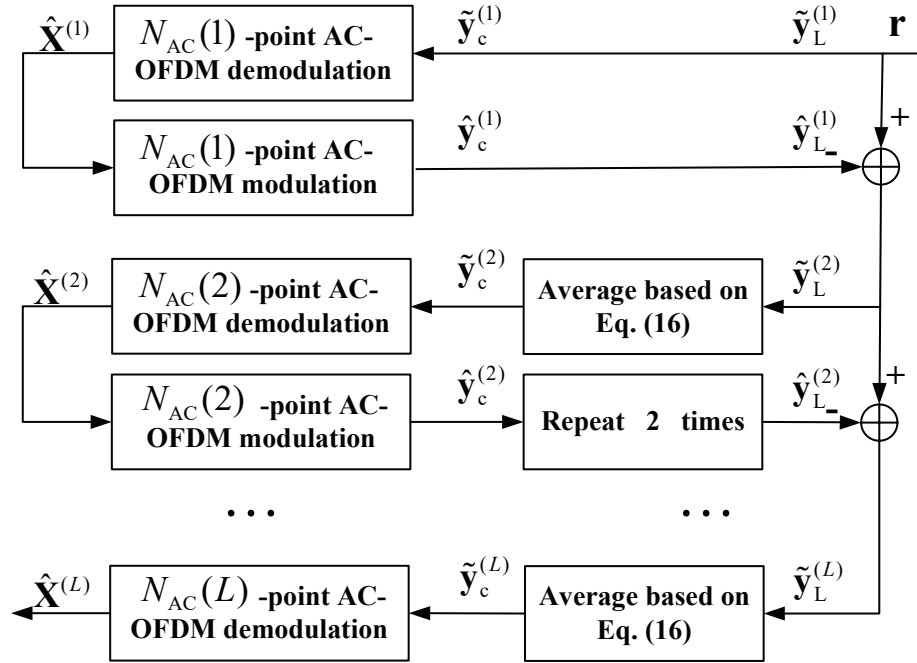 X̂⁽¹⁾ N_AC(1) -point AC- ỹ_c⁽¹⁾ ỹ_L⁽¹⁾ r
OFDM demodulation
+
N_AC(1) -point AC- ŷ_c⁽¹⁾ ŷ_L⁽¹⁾ -
OFDM modulation
X̂⁽²⁾ N_AC(2) -point AC- ỹ_c⁽²⁾ Average based on ỹ_L⁽²⁾
OFDM demodulation Eq. (16)
+
N_AC(2) -point AC- ŷ_c⁽²⁾ Repeat 2 times ŷ_L⁽²⁾ -
OFDM modulation
... ...
X̂⁽ᴸ⁾ N_AC(L) -point AC- ỹ_c⁽ᴸ⁾ Average based on ỹ_L⁽ᴸ⁾
OFDM demodulation Eq. (16)